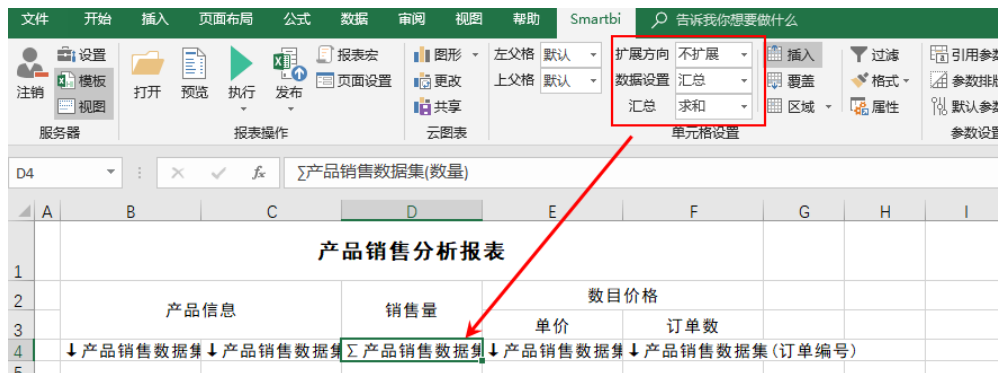 文件 开始 插入 页面布局 公式 数据 审阅 视图 帮助 Smartbi 告诉我你想要做什么
设置 报表宏 图形 左父格 默认 扩展方向 不扩展 插入 过滤 引用参
注销 模板 打开 预览 执行 发布 页面设置 更改 上父格 默认 数据设置 汇总 覆盖 格式 参数排版
视图 共享 汇总 求和 区域 属性 默认参
服务器 报表操作 云图表 单元格设置 参数设置
D4 fx ∑产品销售数据集(数量)
A B C D E F G H I
1 产品销售分析报表
2 产品信息 销售量 数目价格
3 单价 订单数
4 ↓产品销售数据集 ↓产品销售数据集 ∑产品销售数据集 ↓产品销售数据集 ↓产品销售数据集(订单编号)
5